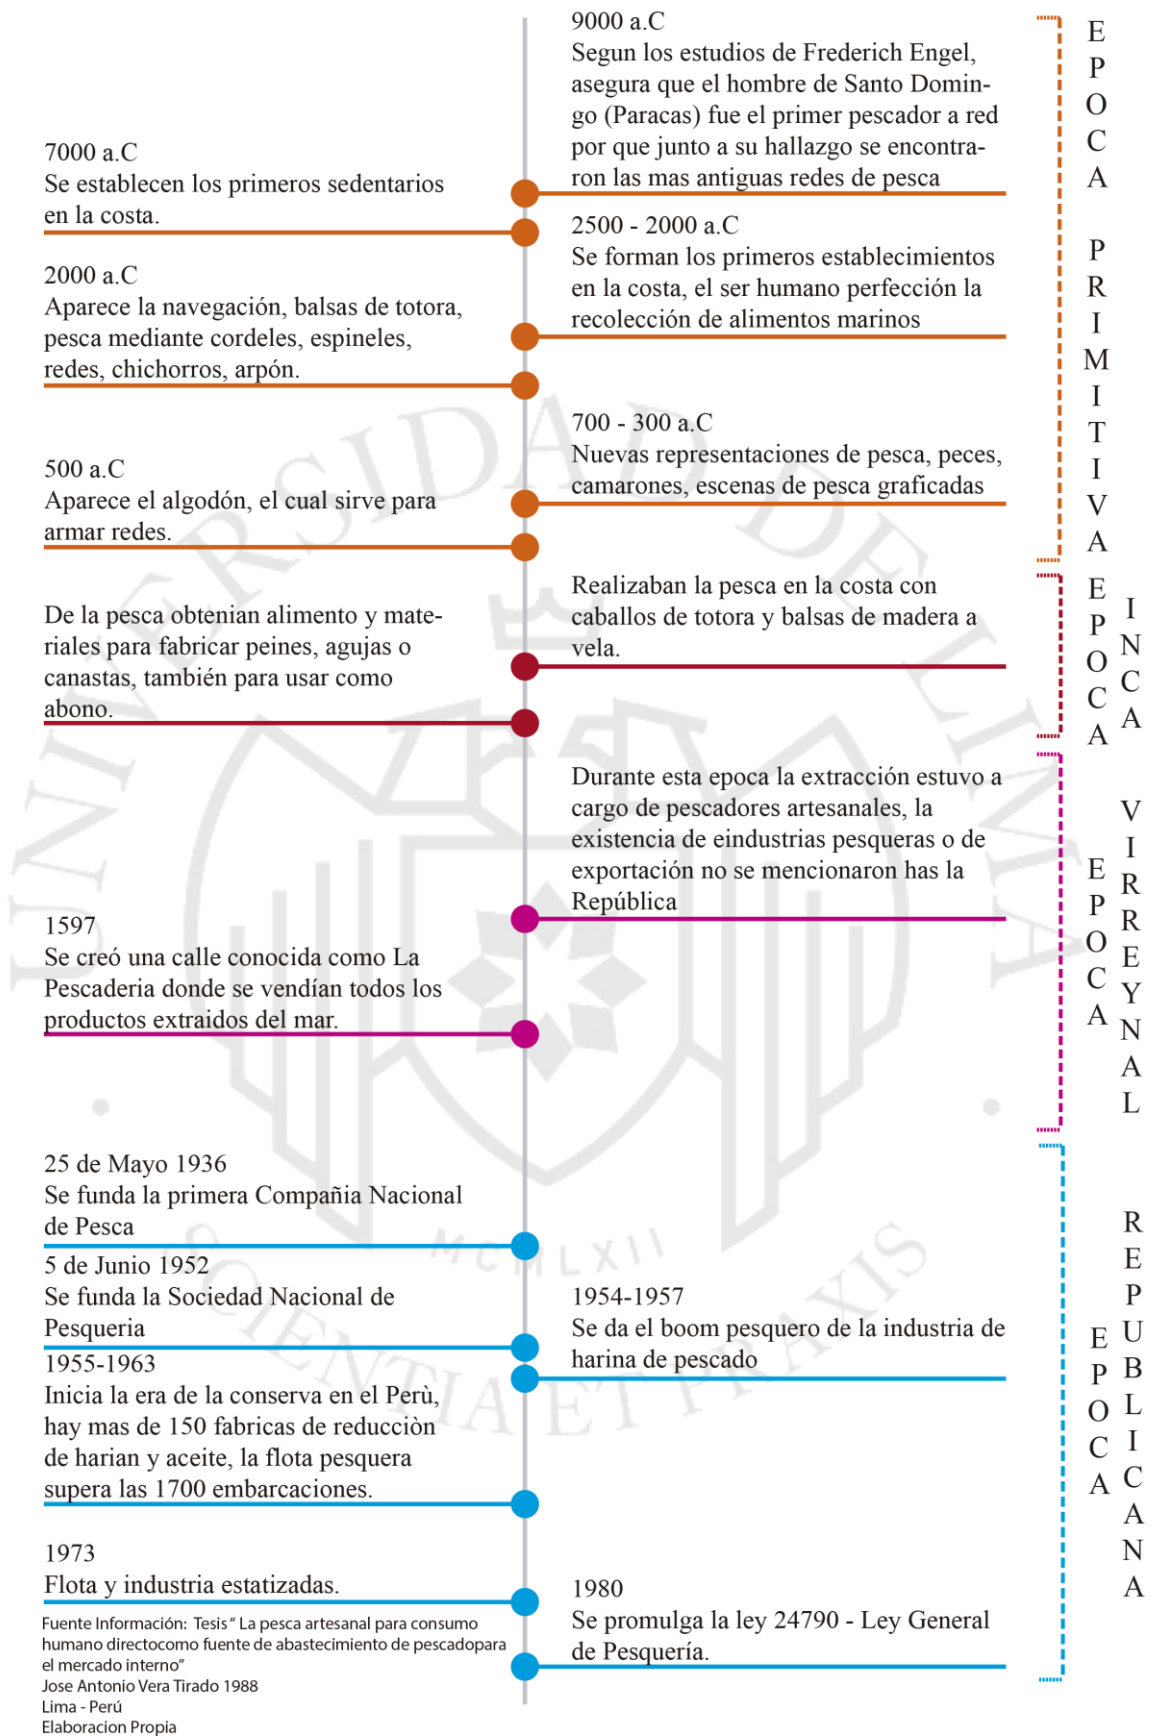 9000 a.C
Segun los estudios de Frederich Engel,
asegura que el hombre de Santo Domin-
go (Paracas) fue el primer pescador a red
por que junto a su hallazgo se encontra-
ron las mas antiguas redes de pesca
7000 a.C
Se establecen los primeros sedentarios
en la costa.
2500 - 2000 a.C
Se forman los primeros establecimientos
en la costa, el ser humano perfección la
recolección de alimentos marinos
2000 a.C
Aparece la navegación, balsas de totora,
pesca mediante cordeles, espineles,
redes, chichorros, arpón.
700 - 300 a.C
Nuevas representaciones de pesca, peces,
camarones, escenas de pesca graficadas
500 a.C
Aparece el algodón, el cual sirve para
armar redes.
EPOCA PRIMITIVA
Realizaban la pesca en la costa con
caballos de totora y balsas de madera a
vela.
De la pesca obtenian alimento y mate-
riales para fabricar peines, agujas o
canastas, también para usar como
abono.
EPOCA
INCA
Durante esta epoca la extracción estuvo a
cargo de pescadores artesanales, la
existencia de eindustrias pesqueras o de
exportación no se mencionaron has la
República
1597
Se creó una calle conocida como La
Pescaderia donde se vendían todos los
productos extraidos del mar.
EPOCA
VIRREYNAL
25 de Mayo 1936
Se funda la primera Compañia Nacional
de Pesca
5 de Junio 1952
Se funda la Sociedad Nacional de
Pesqueria
1954-1957
Se da el boom pesquero de la industria de
harina de pescado
1955-1963
Inicia la era de la conserva en el Perù,
hay mas de 150 fabricas de reducciòn
de harian y aceite, la flota pesquera
supera las 1700 embarcaciones.
1973
Flota y industria estatizadas.
1980
Se promulga la ley 24790 - Ley General
de Pesquería.
EPOCA
REPUBLICANA
Fuente Información: Tesis " La pesca artesanal para consumo
humano directocomo fuente de abastecimiento de pescadopara
el mercado interno"
Jose Antonio Vera Tirado 1988
Lima - Perú
Elaboracion Propia
UNIVERSIDAD DE LIMA
MCMLXII
SCIENTIA ET PRAXIS